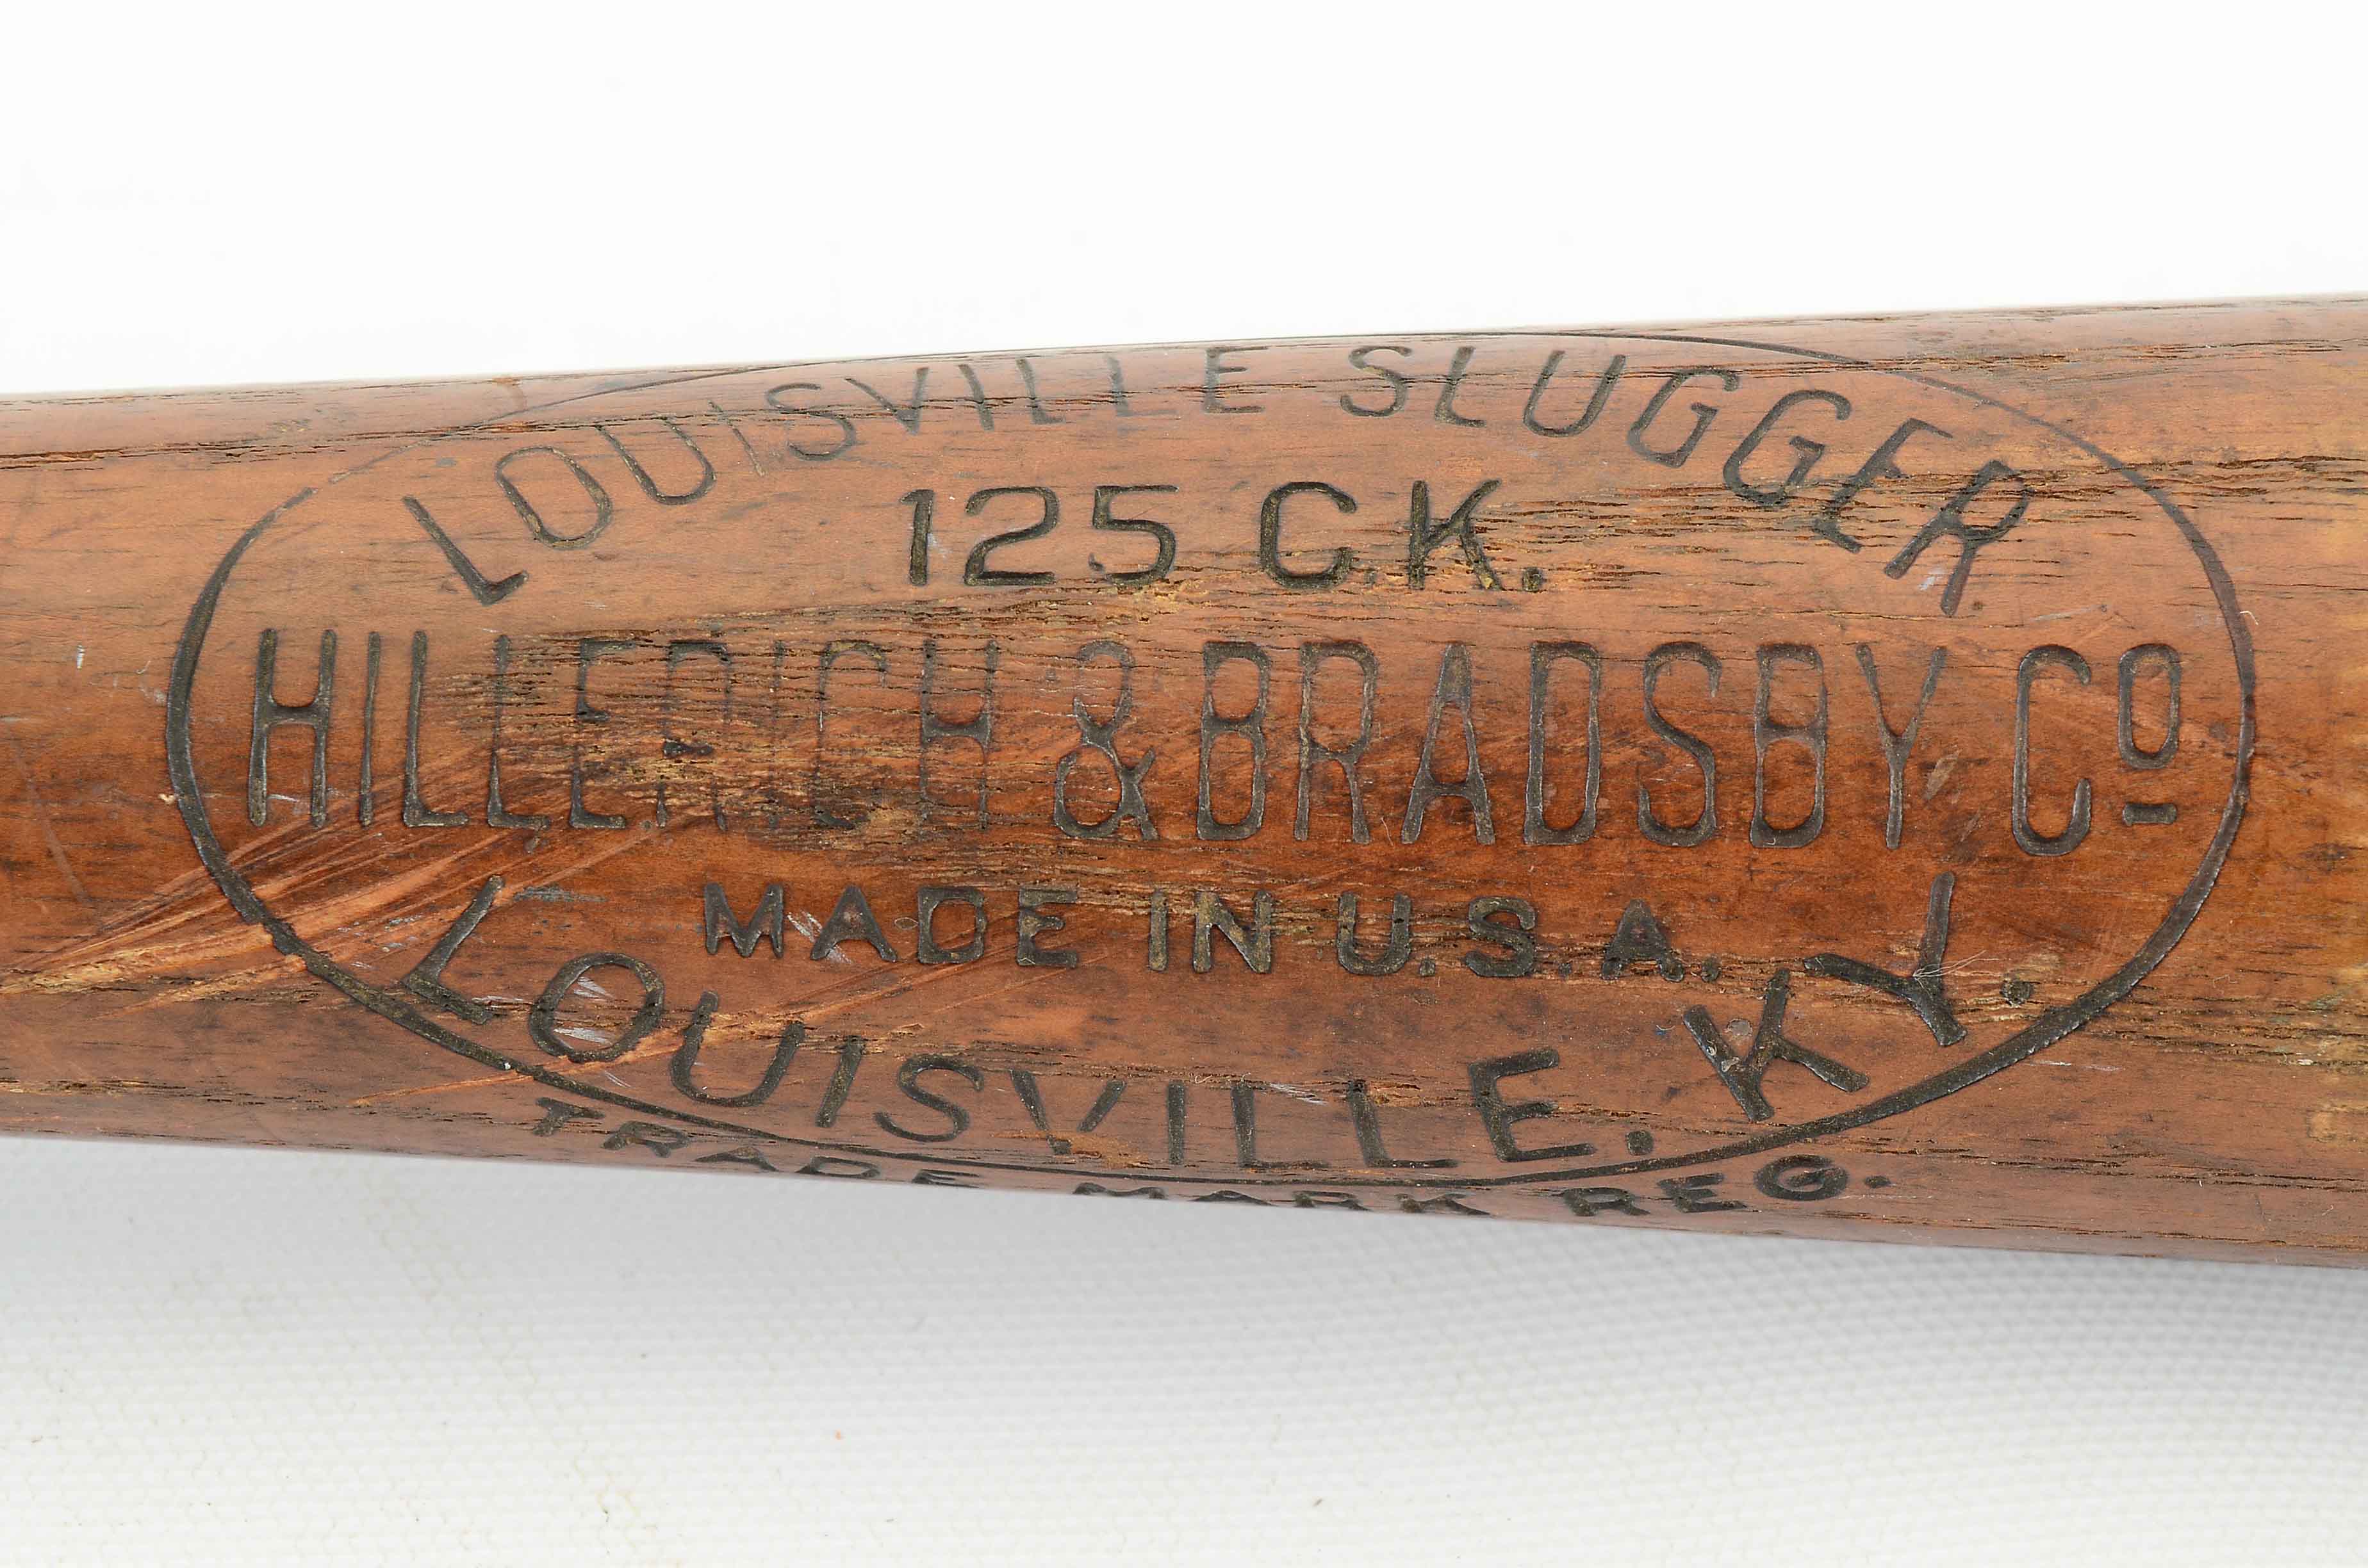 LOUISVILLE SLUGGER
125 C.K.
HILLERICH & BRADSBY Cº
MADE IN U.S.A.
LOUISVILLE. KY.
TRADE MARK REG.